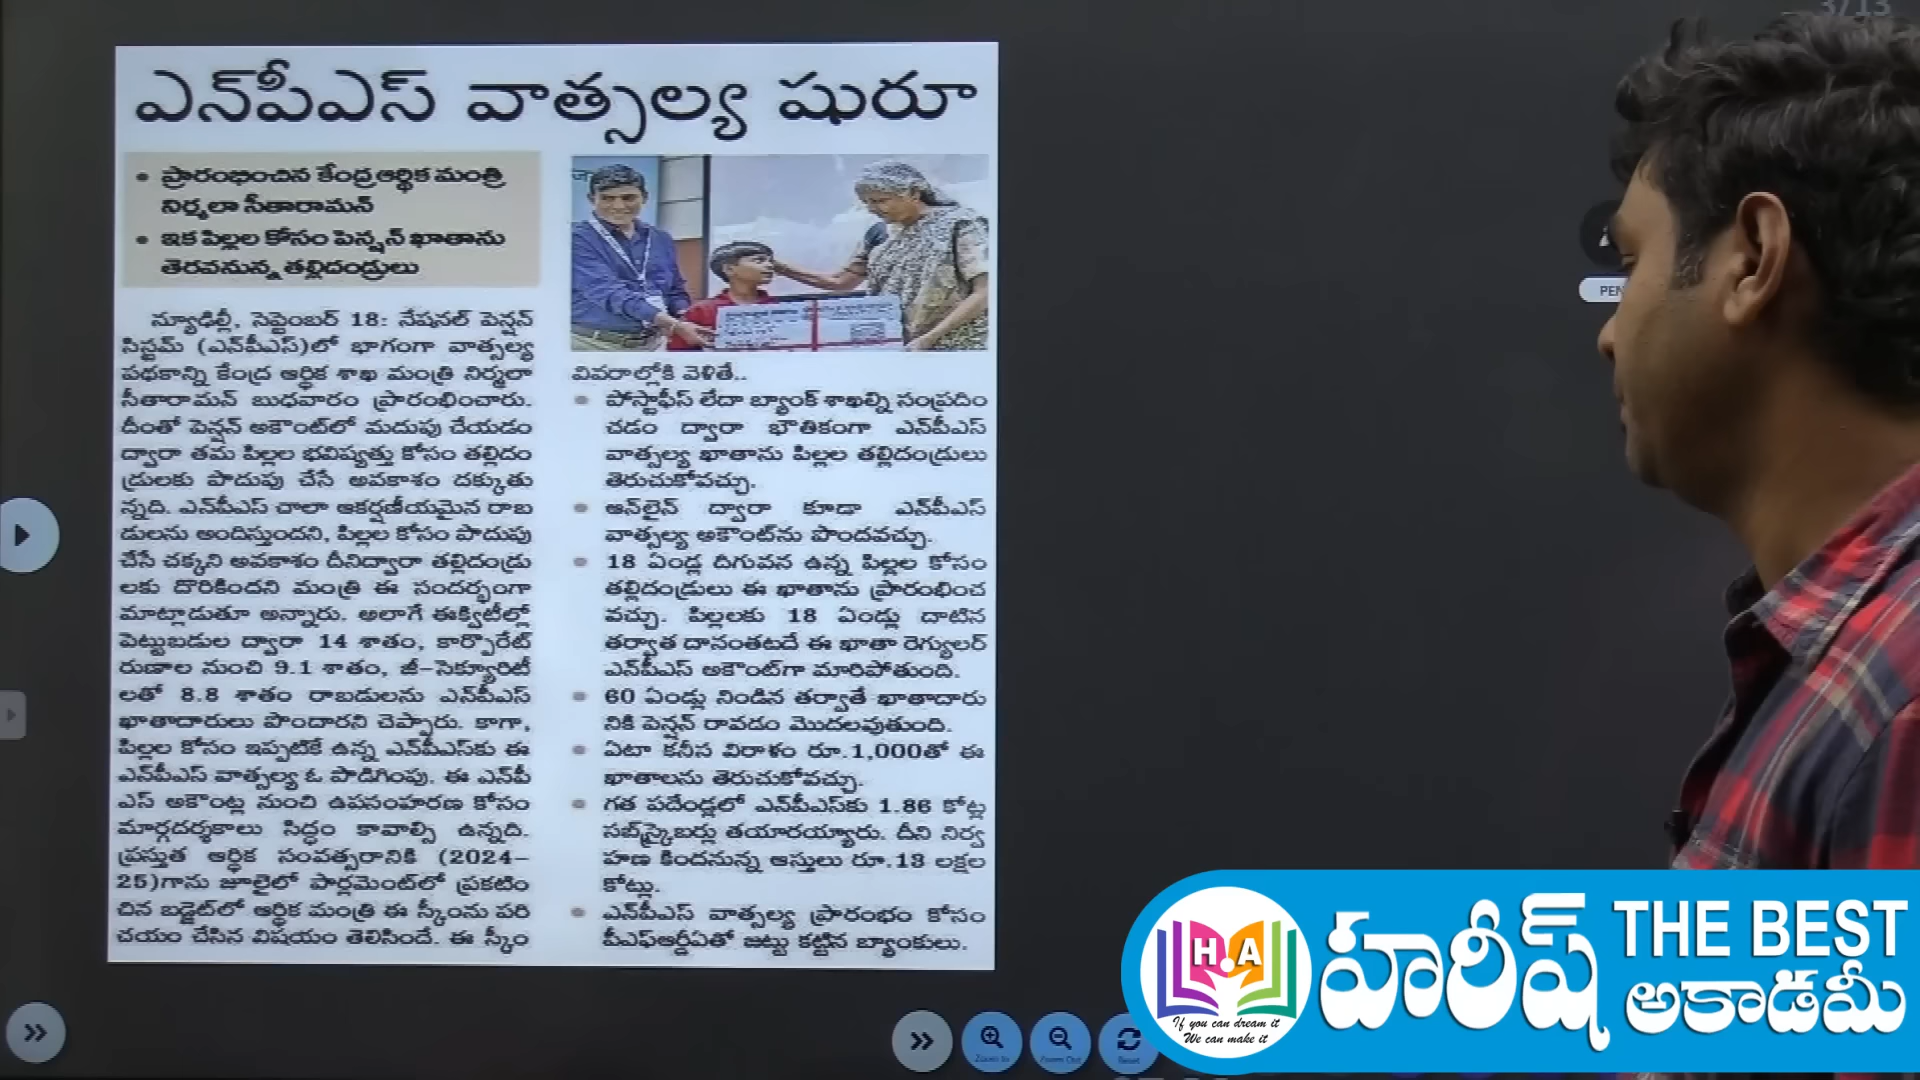 3/13
ఎన్‌పీఎస్ వాత్సల్య షురూ
• ప్రారంభించిన కేంద్ర ఆర్థిక మంత్రి
నిర్మలా సీతారామన్
• ఇక పిల్లల కోసం పెన్షన్ ఖాతాను
తెరవనున్న తల్లిదండ్రులు
న్యూఢిల్లీ, సెప్టెంబర్ 18: నేషనల్ పెన్షన్
సిస్టమ్ (ఎన్‌పీఎస్)లో భాగంగా వాత్సల్య
పథకాన్ని కేంద్ర ఆర్థిక శాఖ మంత్రి నిర్మలా
సీతారామన్ బుధవారం ప్రారంభించారు.
దీంతో పెన్షన్ అకౌంట్‌లో మదుపు చేయడం
ద్వారా తమ పిల్లల భవిష్యత్తు కోసం తల్లిదం
డ్రులకు పొదుపు చేసే అవకాశం దక్కుతు
న్నది. ఎన్‌పీఎస్ చాలా ఆకర్షణీయమైన రాబ
డులను అందిస్తుందని, పిల్లల కోసం పొదుపు
చేసే చక్కని అవకాశం దీనిద్వారా తల్లిదండ్రు
లకు దొరికిందని మంత్రి ఈ సందర్భంగా
మాట్లాడుతూ అన్నారు. అలాగే ఈక్విటీల్లో
పెట్టుబడుల ద్వారా 14 శాతం, కార్పొరేట్
రుణాల నుంచి 9.1 శాతం, జీ-సెక్యూరిటీ
లతో 8.8 శాతం రాబడులను ఎన్‌పీఎస్
ఖాతాదారులు పొందారని చెప్పారు. కాగా,
పిల్లల కోసం ఇప్పటికే ఉన్న ఎన్‌పీఎస్‌కు ఈ
ఎన్‌పీఎస్ వాత్సల్య ఓ పొడిగింపు. ఈ ఎన్‌పీ
ఎస్ అకౌంట్ల నుంచి ఉపసంహరణ కోసం
మార్గదర్శకాలు సిద్ధం కావాల్సి ఉన్నది.
ప్రస్తుత ఆర్థిక సంవత్సరానికి (2024-
25)గాను జూలైలో పార్లమెంట్‌లో ప్రకటిం
చిన బడ్జెట్‌లో ఆర్థిక మంత్రి ఈ స్కీంను పరి
చయం చేసిన విషయం తెలిసిందే. ఈ స్కీం
వివరాల్లోకి వెళితే..
• పోస్టాఫీస్ లేదా బ్యాంక్ శాఖల్ని సంప్రదిం
చడం ద్వారా భౌతికంగా ఎన్‌పీఎస్
వాత్సల్య ఖాతాను పిల్లల తల్లిదండ్రులు
తెరుచుకోవచ్చు.
• ఆన్‌లైన్ ద్వారా కూడా ఎన్‌పీఎస్
వాత్సల్య అకౌంట్‌ను పొందవచ్చు.
• 18 ఏండ్ల దిగువన ఉన్న పిల్లల కోసం
తల్లిదండ్రులు ఈ ఖాతాను ప్రారంభించ
వచ్చు. పిల్లలకు 18 ఏండ్లు దాటిన
తర్వాత దానంతటదే ఈ ఖాతా రెగ్యులర్
ఎన్‌పీఎస్ అకౌంట్‌గా మారిపోతుంది.
• 60 ఏండ్లు నిండిన తర్వాతే ఖాతాదారు
నికి పెన్షన్ రావడం మొదలవుతుంది.
• ఏటా కనీస విరాళం రూ.1,000తో ఈ
ఖాతాలను తెరుచుకోవచ్చు.
• గత పదేండ్లలో ఎన్‌పీఎస్‌కు 1.86 కోట్ల
సబ్‌స్క్రైబర్లు తయారయ్యారు. దీని నిర్వ
హణ కిందనున్న ఆస్తులు రూ.13 లక్షల
కోట్లు.
• ఎన్‌పీఎస్ వాత్సల్య ప్రారంభం కోసం
పీఎఫ్ఆర్డీఏతో జట్టు కట్టిన బ్యాంకులు.
PEN
Zoom In
Zoom Out
Reset
H.A
If you can dream it
We can make it
హరీష్
THE BEST
అకాడమీ